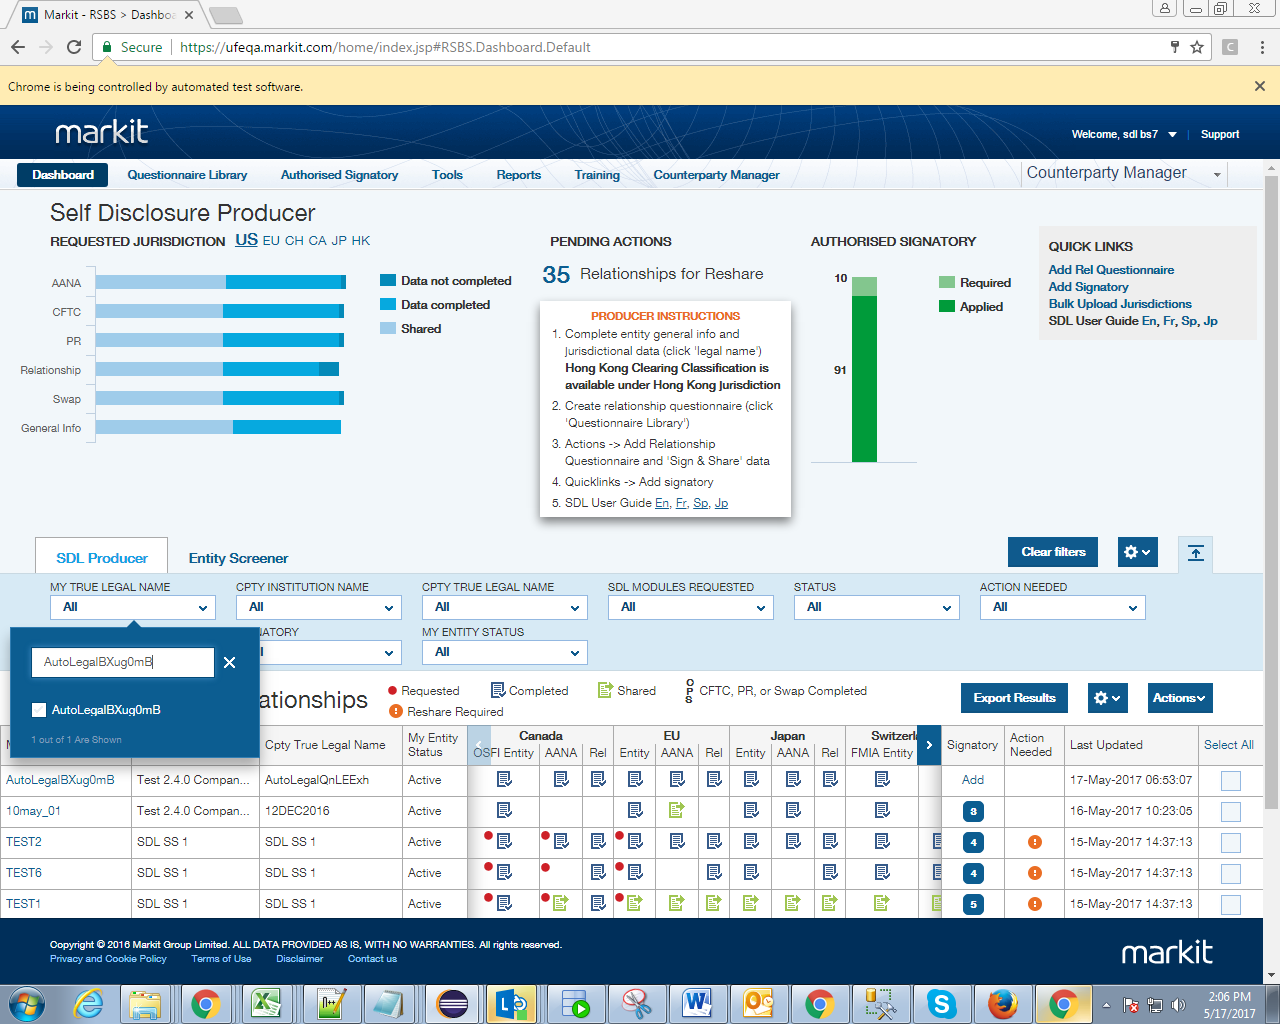 Markit - RSBS > Dashboa
Secure https://ufeqa.markit.com/home/index.jsp#RSBS.Dashboard.Default
Chrome is being controlled by automated test software.
markit
Welcome, sdl bs7 Support
Dashboard Questionnaire Library Authorised Signatory Tools Reports Training Counterparty Manager Counterparty Manager
Self Disclosure Producer
REQUESTED JURISDICTION US EU CH CA JP HK
AANA
CFTC
PR
Relationship
Swap
General Info
Data not completed
Data completed
Shared
PENDING ACTIONS
35 Relationships for Reshare
PRODUCER INSTRUCTIONS
1. Complete entity general info and
jurisdictional data (click 'legal name')
Hong Kong Clearing Classification is
available under Hong Kong Jurisdiction
2. Create relationship questionnaire (click
'Questionnaire Library')
3. Actions -> Add Relationship
Questionnaire and 'Sign & Share' data
4. Quicklinks -> Add signatory
5. SDL User Guide En, Fr, Sp, Jp
AUTHORISED SIGNATORY
10
91
Required
Applied
QUICK LINKS
Add Rel Questionnaire
Add Signatory
Bulk Upload Jurisdictions
SDL User Guide En, Fr, Sp, Jp
SDL Producer Entity Screener
Clear filters
MY TRUE LEGAL NAME CPTY INSTITUTION NAME CPTY TRUE LEGAL NAME SDL MODULES REQUESTED STATUS ACTION NEEDED
All All All All All All
NATORY MY ENTITY STATUS
All
AutoLegalBXug0mB
AutoLegalBXug0mB
1 out of 1 Are Shown
ationships
Requested Completed Shared OPS CFTC, PR, or Swap Completed
Reshare Required
Export Results Actions
Cpty True Legal Name My Entity Status Canada EU Japan Switzerl Signatory Action Needed Last Updated Select All
OSFI Entity AANA Rel Entity AANA Rel Entity AANA Rel FMIA Entity
AutoLegalBXug0mB Test 2.4.0 Compan... AutoLegalQnLEExh Active Add 17-May-2017 06:53:07
10may_01 Test 2.4.0 Compan... 12DEC2016 Active 3 16-May-2017 10:23:05
TEST2 SDL SS 1 SDL SS 1 Active 4 15-May-2017 14:37:13
TEST6 SDL SS 1 SDL SS 1 Active 4 15-May-2017 14:37:13
TEST1 SDL SS 1 SDL SS 1 Active 5 15-May-2017 14:37:13
Copyright © 2016 Markit Group Limited. ALL DATA PROVIDED AS IS, WITH NO WARRANTIES. All rights reserved.
Privacy and Cookie Policy Terms of Use Disclaimer Contact us
markit
2:06 PM
5/17/2017